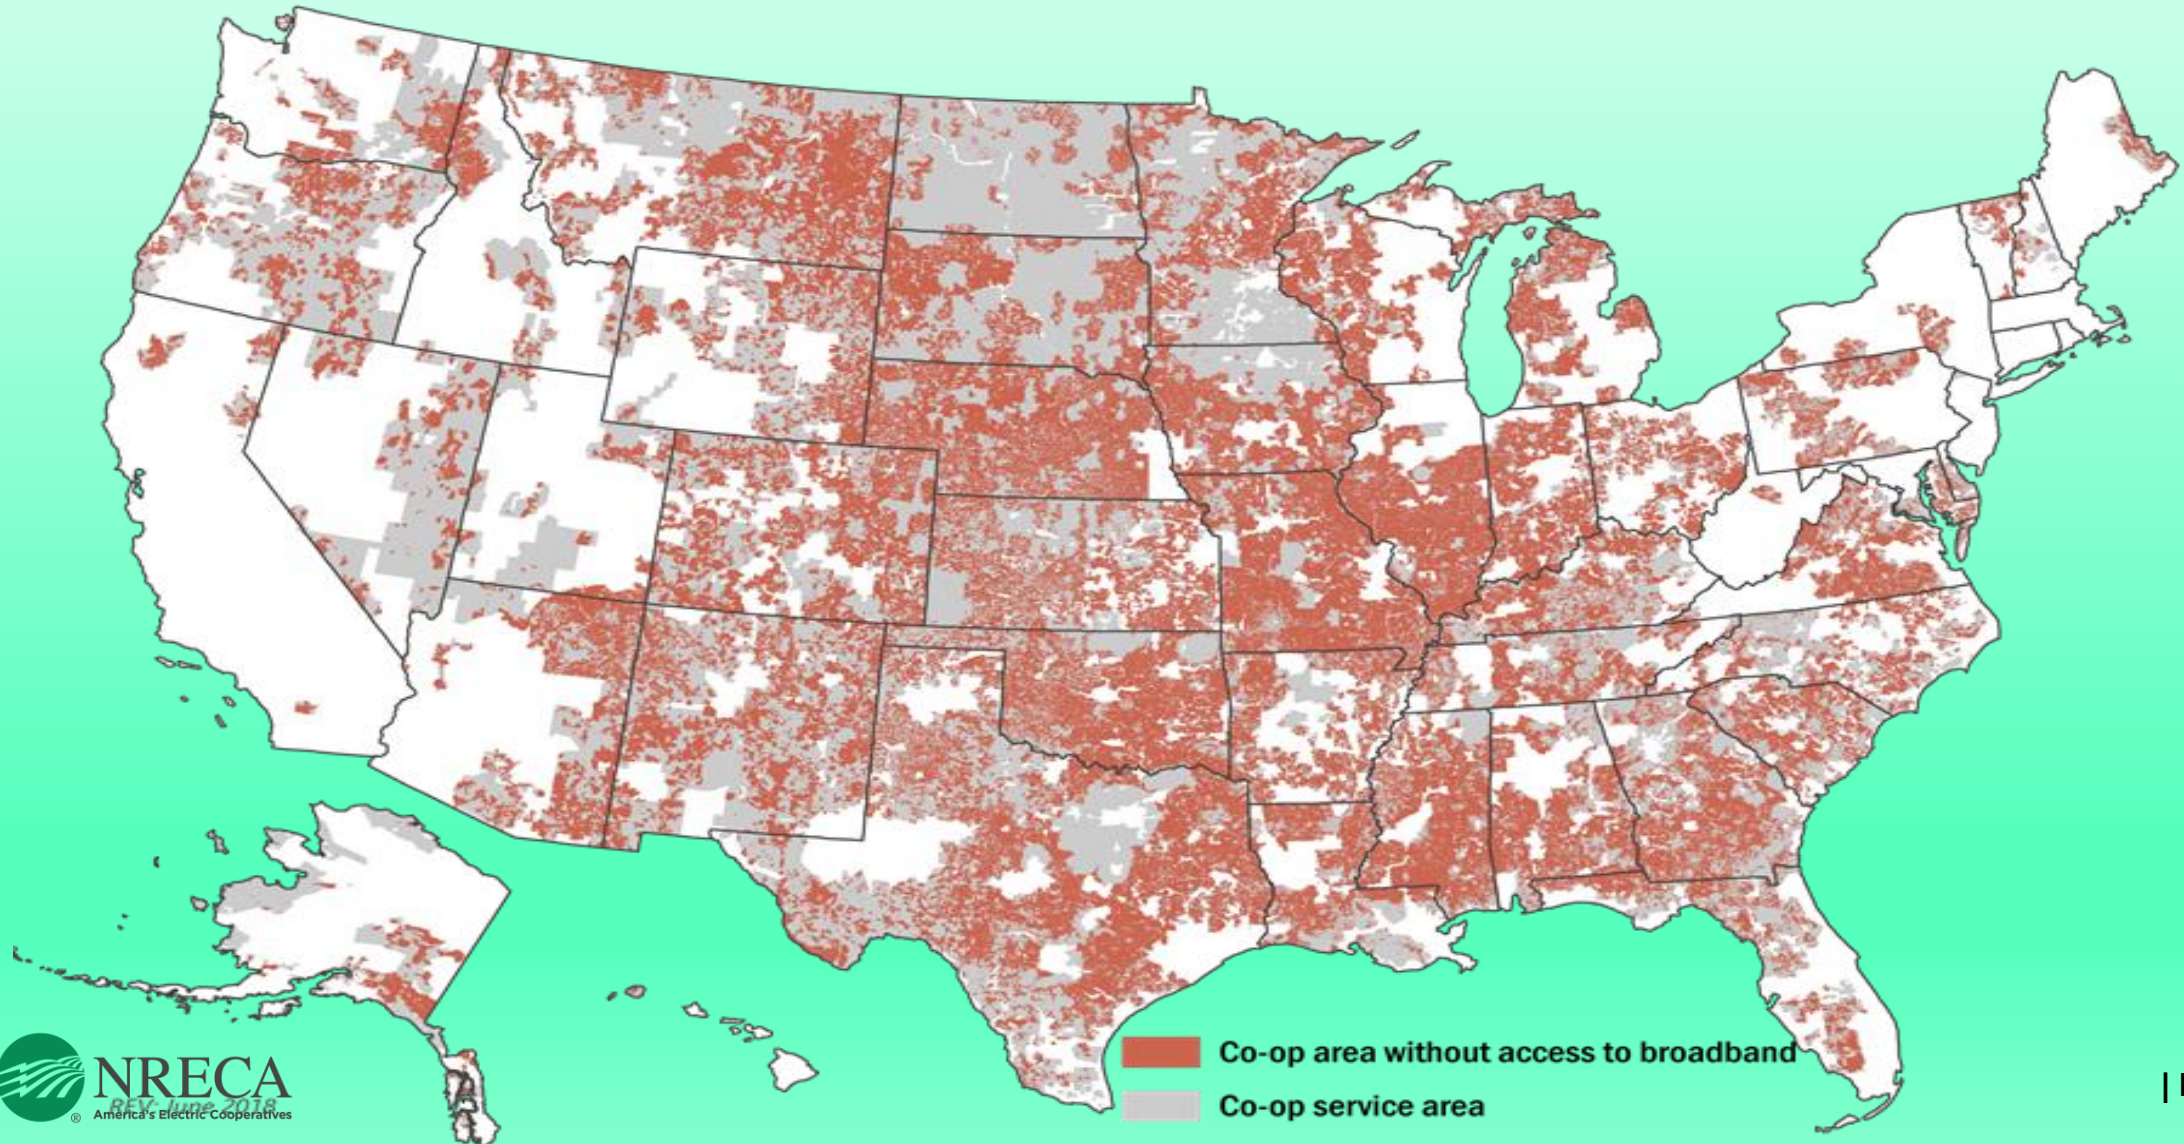 Co-op area without access to broadband
Co-op service area
NRECA
REV: June 2018
America's Electric Cooperatives
®